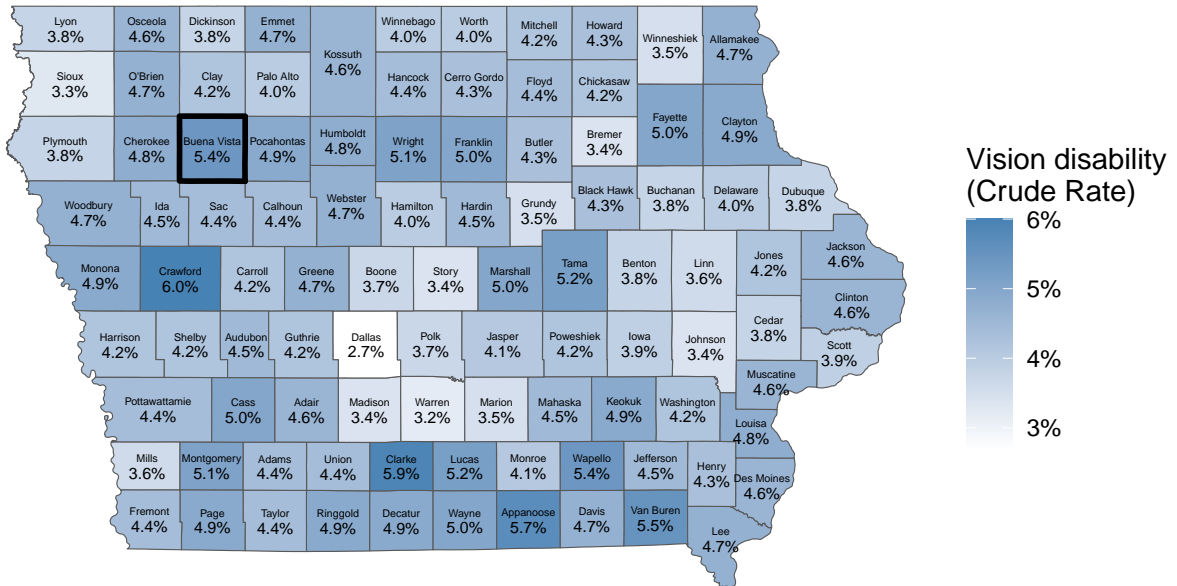 Lyon
3.8%
Osceola
4.6%
Dickinson
3.8%
Emmet
4.7%
Kossuth
4.6%
Winnebago
4.0%
Worth
4.0%
Mitchell
4.2%
Howard
4.3%
Winneshiek
3.5%
Allamakee
4.7%
Sioux
3.3%
O'Brien
4.7%
Clay
4.2%
Palo Alto
4.0%
Hancock
4.4%
Cerro Gordo
4.3%
Floyd
4.4%
Chickasaw
4.2%
Fayette
5.0%
Clayton
4.9%
Plymouth
3.8%
Cherokee
4.8%
Buena Vista
5.4%
Pocahontas
4.9%
Humboldt
4.8%
Wright
5.1%
Franklin
5.0%
Butler
4.3%
Bremer
3.4%
Woodbury
4.7%
Ida
4.5%
Sac
4.4%
Calhoun
4.4%
Webster
4.7%
Hamilton
4.0%
Hardin
4.5%
Grundy
3.5%
Black Hawk
4.3%
Buchanan
3.8%
Delaware
4.0%
Dubuque
3.8%
Monona
4.9%
Crawford
6.0%
Carroll
4.2%
Greene
4.7%
Boone
3.7%
Story
3.4%
Marshall
5.0%
Tama
5.2%
Benton
3.8%
Linn
3.6%
Jones
4.2%
Jackson
4.6%
Clinton
4.6%
Harrison
4.2%
Shelby
4.2%
Audubon
4.5%
Guthrie
4.2%
Dallas
2.7%
Polk
3.7%
Jasper
4.1%
Poweshiek
4.2%
Iowa
3.9%
Johnson
3.4%
Cedar
3.8%
Scott
3.9%
Muscatine
4.6%
Pottawattamie
4.4%
Cass
5.0%
Adair
4.6%
Madison
3.4%
Warren
3.2%
Marion
3.5%
Mahaska
4.5%
Keokuk
4.9%
Washington
4.2%
Louisa
4.8%
Mills
3.6%
Montgomery
5.1%
Adams
4.4%
Union
4.4%
Clarke
5.9%
Lucas
5.2%
Monroe
4.1%
Wapello
5.4%
Jefferson
4.5%
Henry
4.3%
Des Moines
4.6%
Fremont
4.4%
Page
4.9%
Taylor
4.4%
Ringgold
4.9%
Decatur
4.9%
Wayne
5.0%
Appanoose
5.7%
Davis
4.7%
Van Buren
5.5%
Lee
4.7%
Vision disability
(Crude Rate)
6%
5%
4%
3%